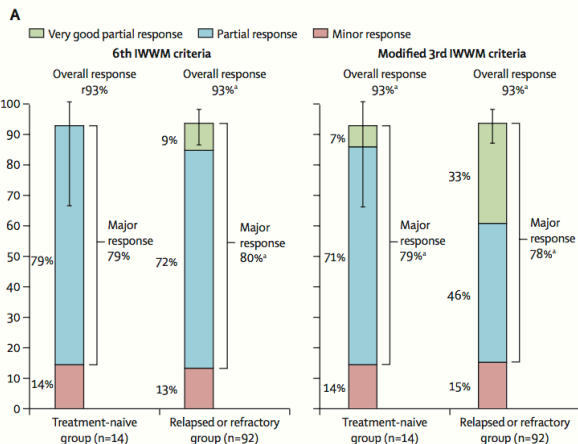 A
Very good partial response Partial response Minor response
6th IWWM criteria Modified 3rd IWWM criteria
Overall response Overall response Overall response Overall response
r93% 93%ᵃ 93%ᵃ 93%ᵃ
100
90
80
70
60
50
40
30
20
10
0
79%
14%
Major
response
79%
9%
72%
13%
Major
response
80%ᵃ
7%
71%
14%
Major
response
79%ᵃ
33%
46%
15%
Major
response
78%ᵃ
Treatment-naive Relapsed or refractory Treatment-naive Relapsed or refractory
group (n=14) group (n=92) group (n=14) group (n=92)